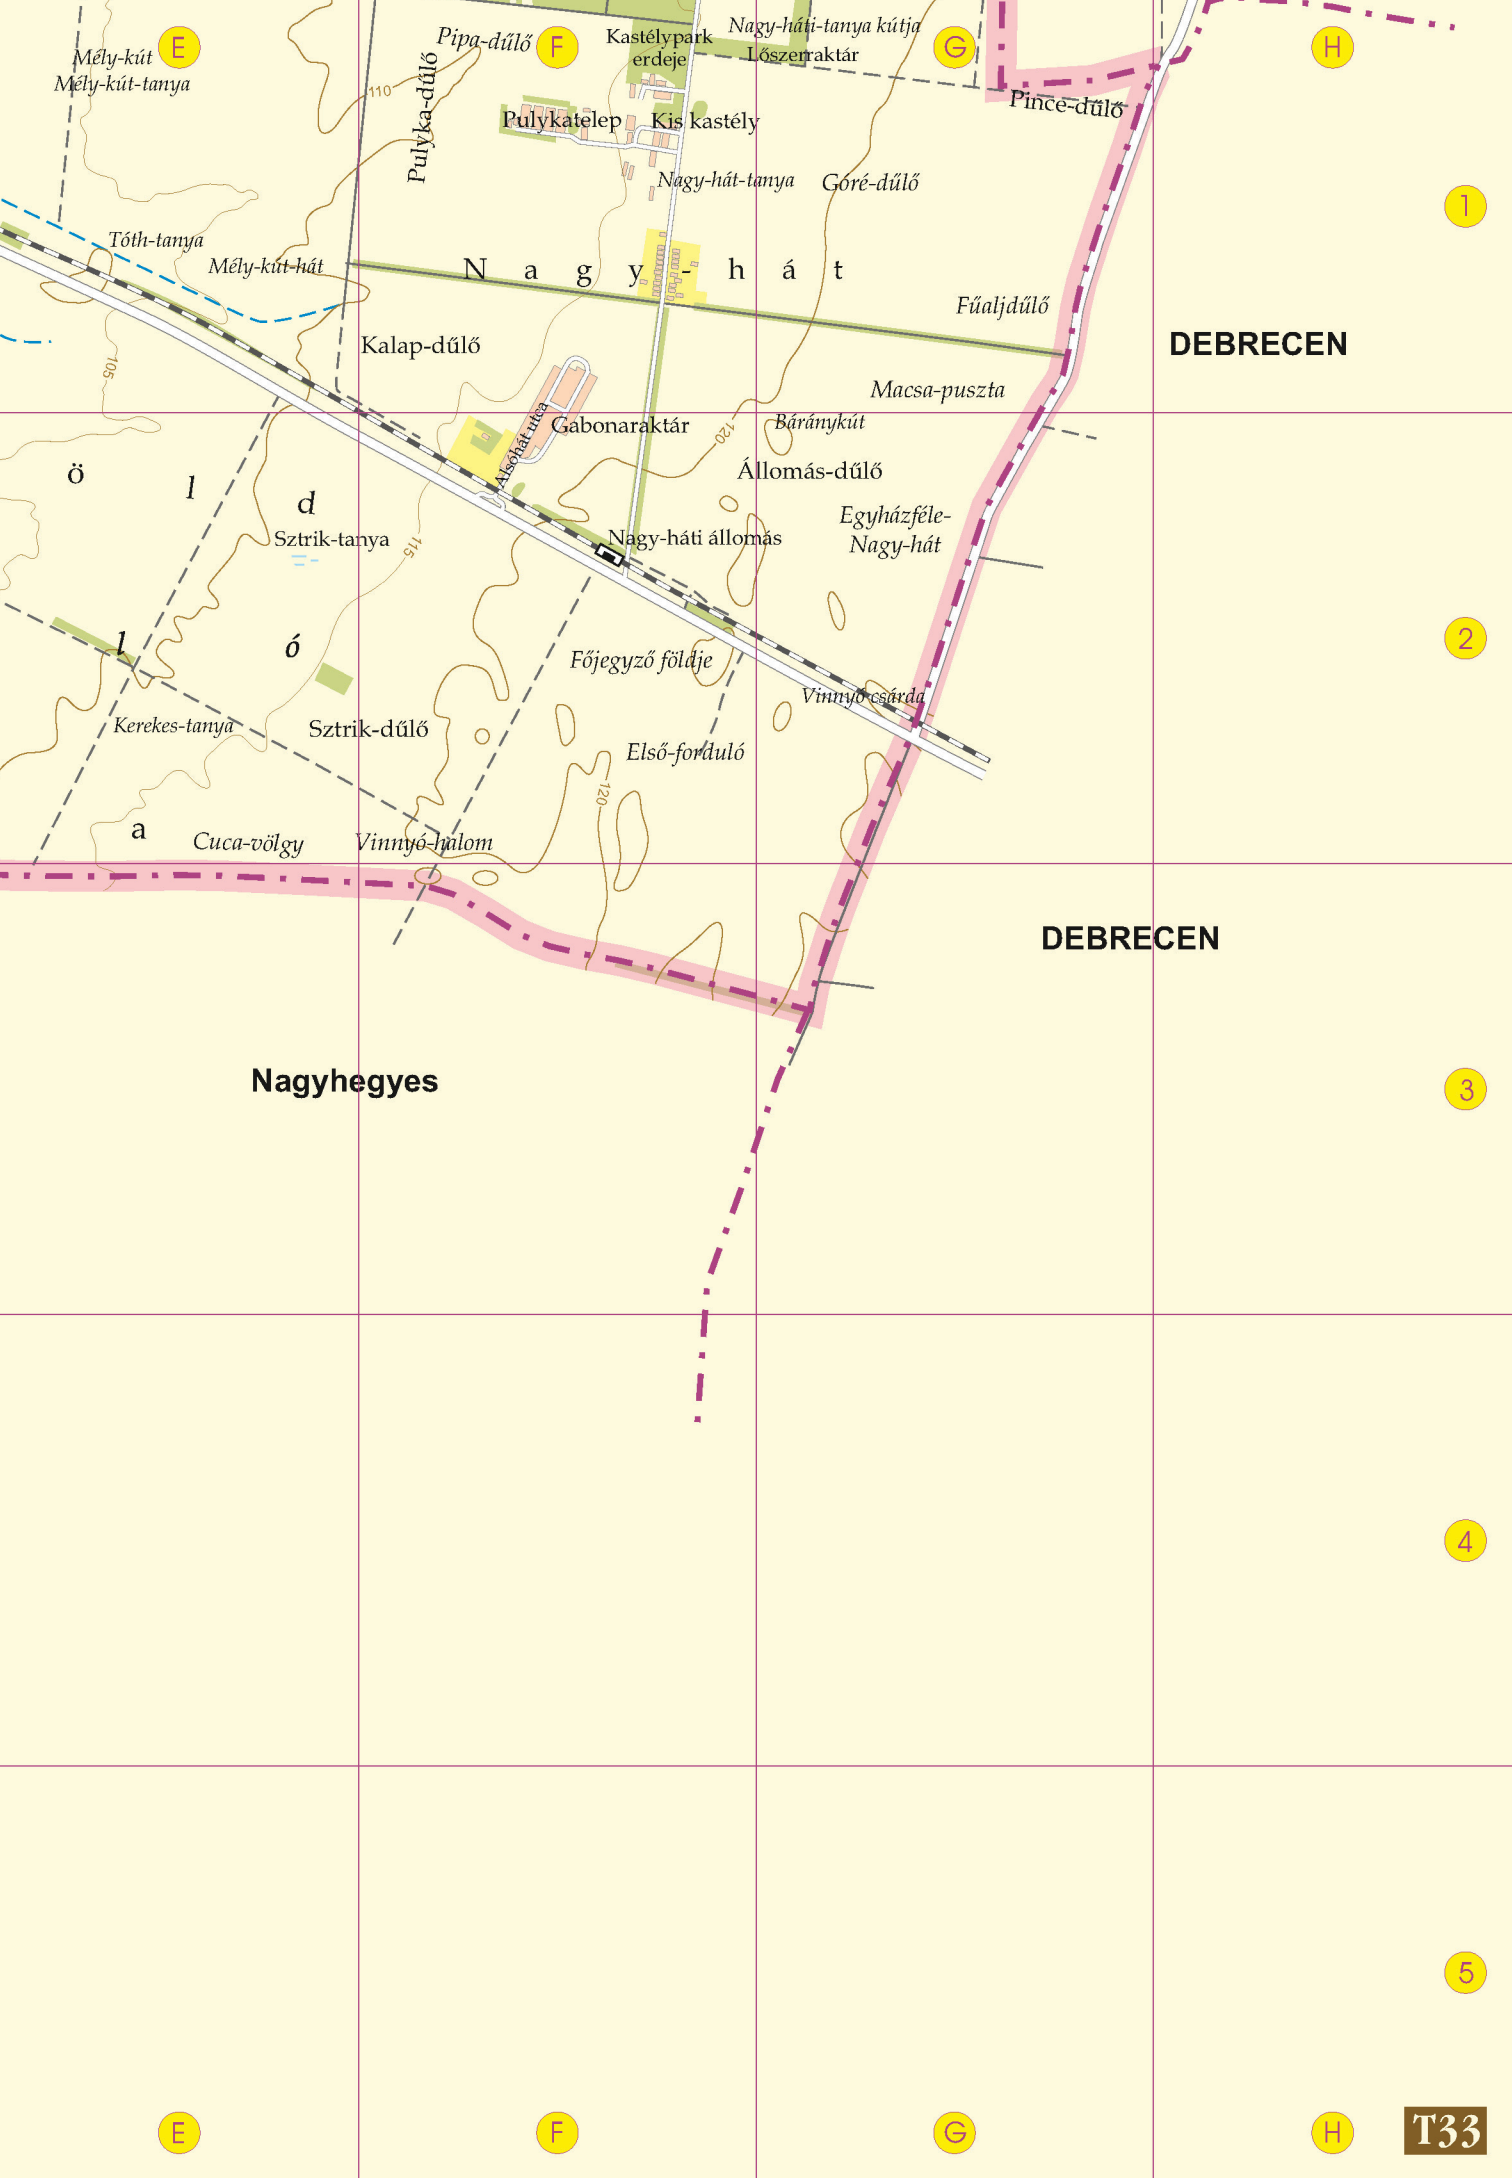 Nagy-háti-tanya kútja
Pipa-dűlő
Kastélypark
erdeje
E
F
G
H
Mély-kút
Mély-kút-tanya
Lőszerraktár
110
Pulyka-dűlő
Pince-dűlő
Pulykatelep
Kis kastély
Nagy-hát-tanya
Góré-dűlő
1
Tóth-tanya
Mély-kút-hát
N a g y - h á t
Fűaljdűlő
Kalap-dűlő
DEBRECEN
105
Macsa-puszta
Alsóhát utca
Gabonaraktár
Báránykút
120
Állomás-dűlő
ö l d
Egyházféle-
Nagy-hát
Sztrik-tanya
115
Nagy-háti állomás
l ó
2
Főjegyző földje
Vinnyó csárda
Kerekes-tanya
Sztrik-dűlő
Első-forduló
120
a
Cuca-völgy
Vinnyó-halom
DEBRECEN
Nagyhegyes
3
4
5
E
F
G
H
T33